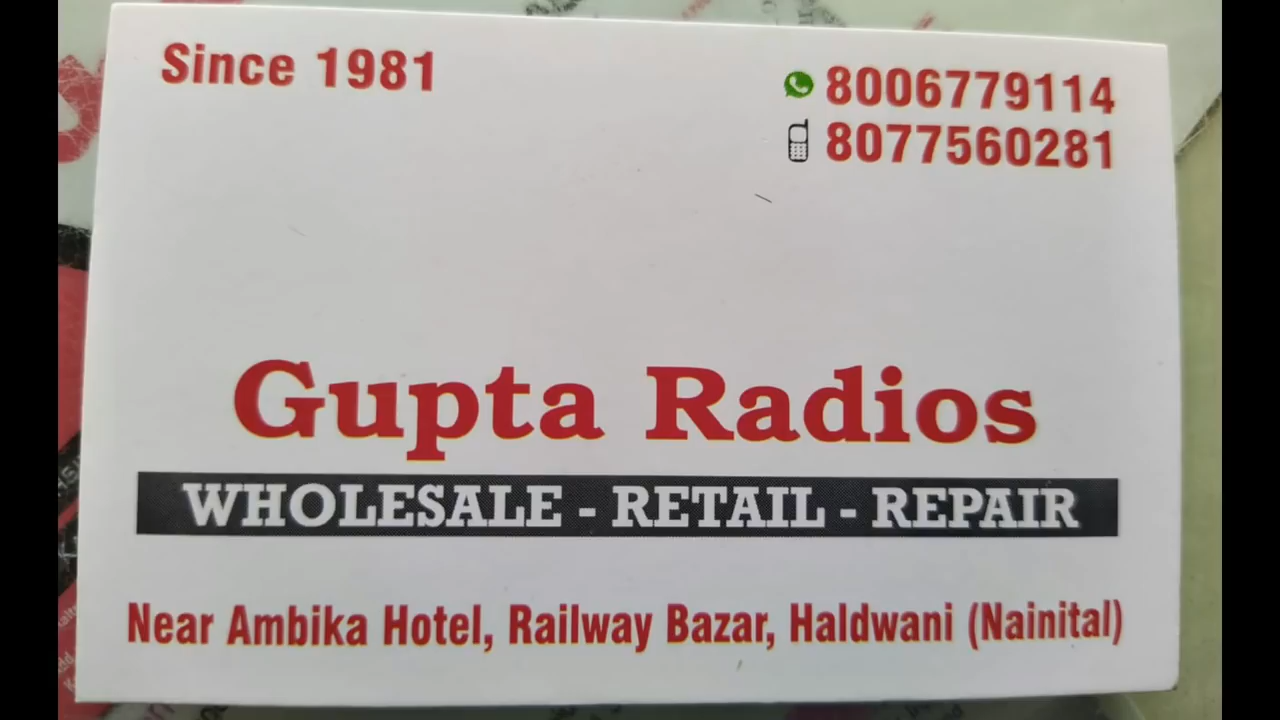 Since 1981
8006779114
8077560281
Gupta Radios
WHOLESALE - RETAIL - REPAIR
Near Ambika Hotel, Railway Bazar, Haldwani (Nainital)